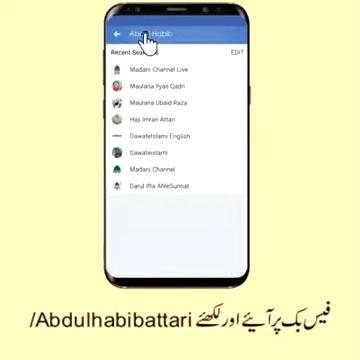 Abdul Habib
Recent Searches
EDIT
Madani Channel Live
Maulana Ilyas Qadri
Maulana Ubaid Raza
Haji Imran Attari
DawateIslami English
Dawateislami
Madani Channel
Darul Ifta AhleSunnat
فیس بک پر آیئے اور لکھئے /Abdulhabibattari